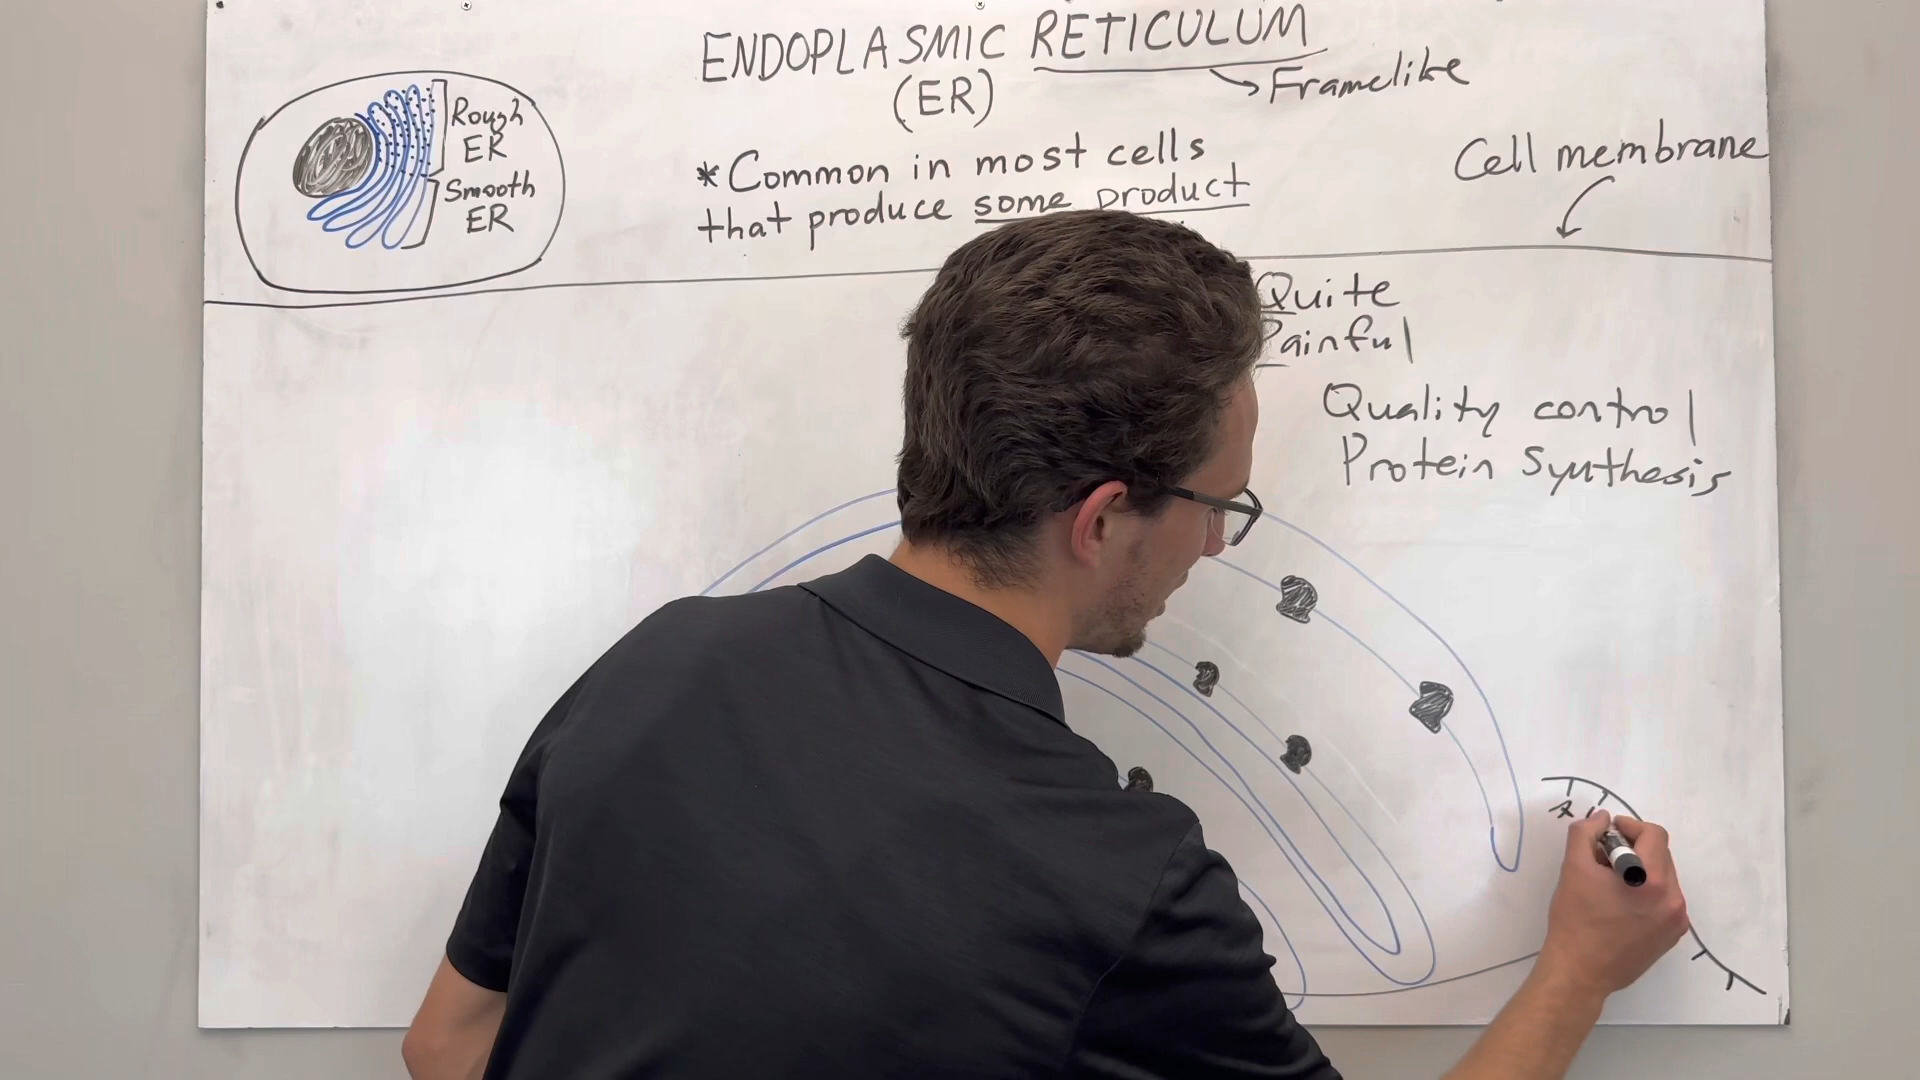 ENDOPLASMIC RETICULUM
(ER)
Framelike
Rough
ER
Smooth
ER
*Common in most cells
that produce some product
Cell membrane
Quite
Painful
Quality control
Protein Synthesis